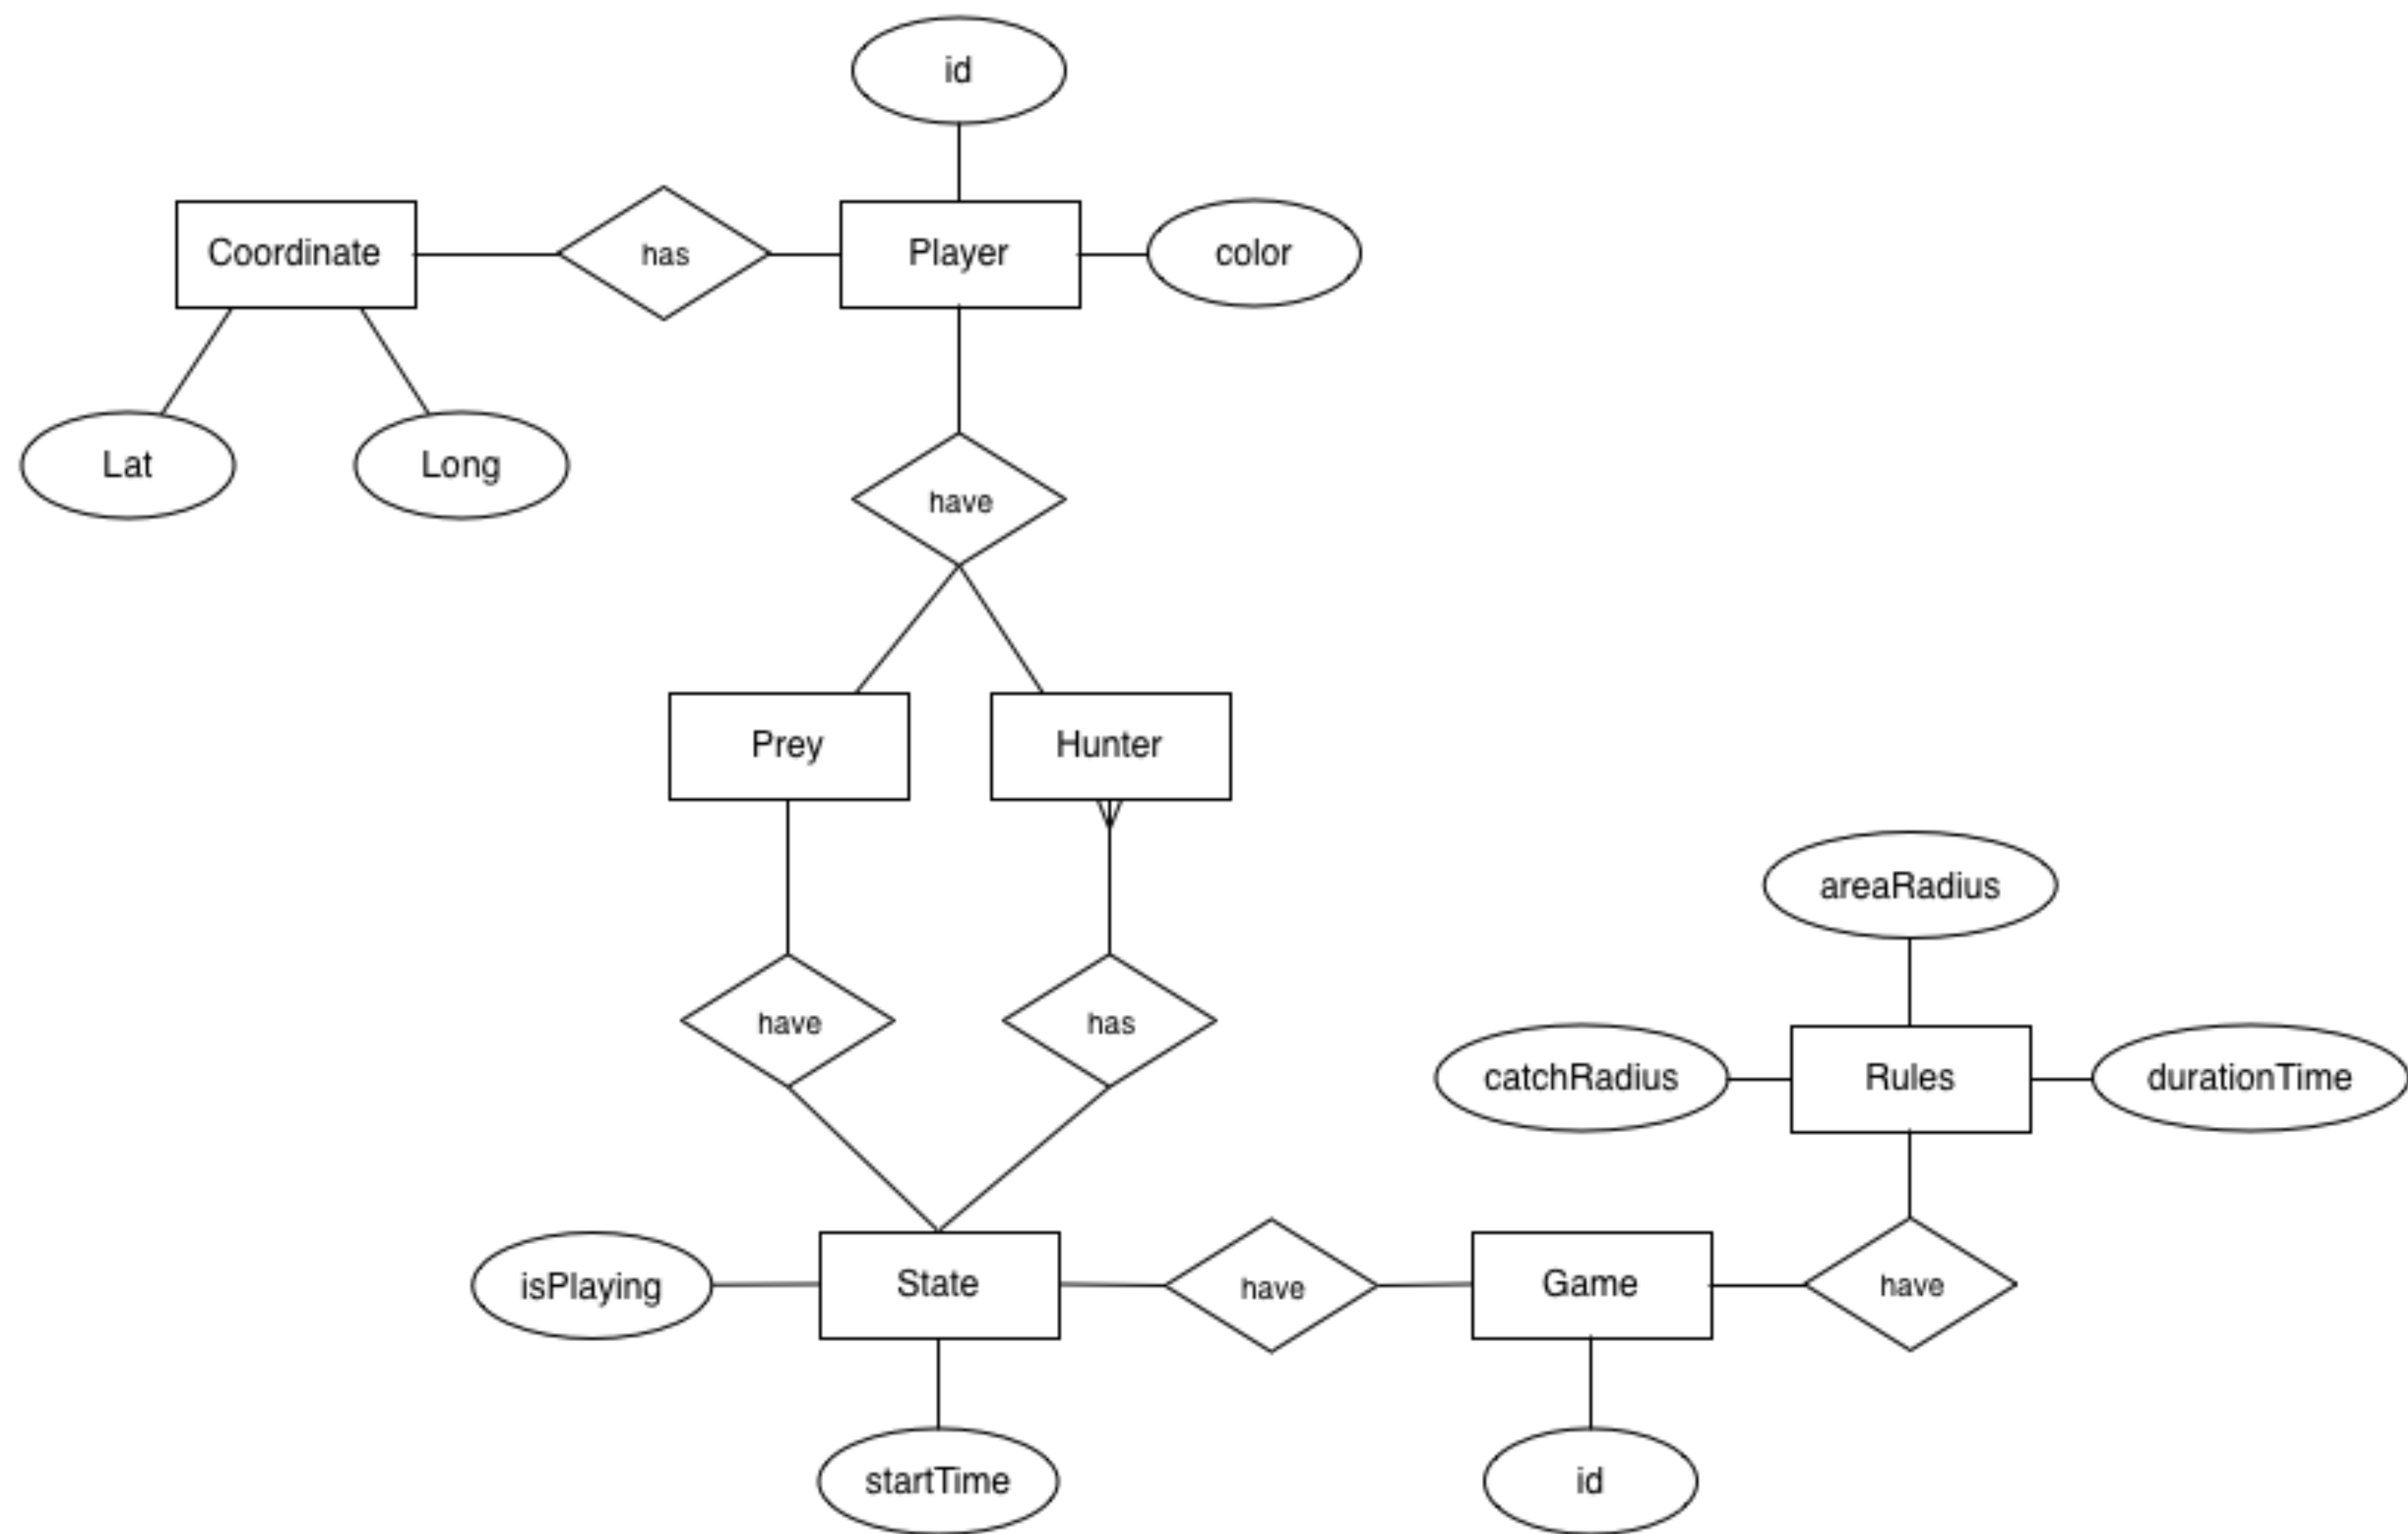 id
Coordinate
has
Player
color
Lat
Long
have
Prey
Hunter
areaRadius
have
has
catchRadius
Rules
durationTime
isPlaying
State
have
Game
have
startTime
id